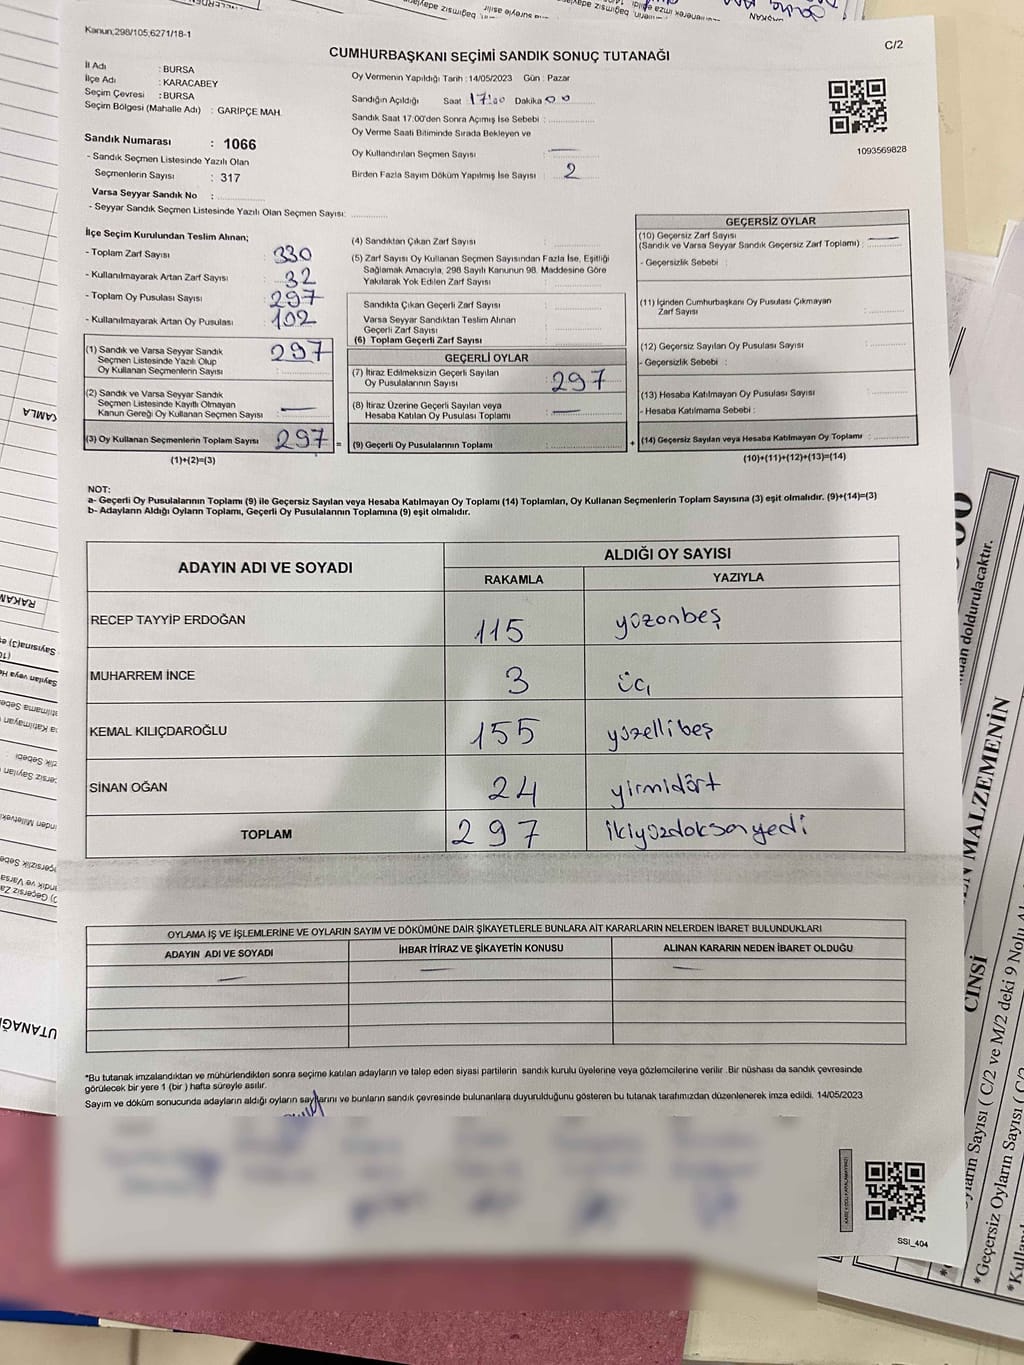 Kanun;298/105,6271/18-1
C/2
CUMHURBAŞKANI SEÇİMİ SANDIK SONUÇ TUTANAĞI
İl Adı : BURSA
İlçe Adı : KARACABEY
Seçim Çevresi : BURSA
Seçim Bölgesi (Mahalle Adı) : GARİPÇE MAH.
Oy Vermenin Yapıldığı Tarih : 14/05/2023 Gün : Pazar
Sandığın Açıldığı Saat 17:00 Dakika 00
Sandık Saat 17:00'den Sonra Açımış İse Sebebi :
Oy Verme Saati Bitiminde Sırada Bekleyen ve
Oy Kullandırılan Seçmen Sayısı : —
Birden Fazla Sayım Döküm Yapılmış İse Sayısı : 2
1093569828
Sandık Numarası : 1066
- Sandık Seçmen Listesinde Yazılı Olan
Seçmenlerin Sayısı : 317
Varsa Seyyar Sandık No :
- Seyyar Sandık Seçmen Listesinde Yazılı Olan Seçmen Sayısı:
İlçe Seçim Kurulundan Teslim Alınan;
- Toplam Zarf Sayısı : 330
- Kullanılmayarak Artan Zarf Sayısı : 32
- Toplam Oy Pusulası Sayısı : 297
- Kullanılmayarak Artan Oy Pusulası : 102
(1) Sandık ve Varsa Seyyar Sandık
Seçmen Listesinde Yazılı Olup
Oy Kullanan Seçmenlerin Sayısı : 297
(2) Sandık ve Varsa Seyyar Sandık
Seçmen Listesinde Kayıtlı Olmayan
Kanun Gereği Oy Kullanan Seçmen Sayısı : —
(3) Oy Kullanan Seçmenlerin Toplam Sayısı : 297 =
(1)+(2)=(3)
(4) Sandıktan Çıkan Zarf Sayısı :
(5) Zarf Sayısı Oy Kullanan Seçmen Sayısından Fazla İse, Eşitliği
Sağlamak Amacıyla, 298 Sayılı Kanunun 98. Maddesine Göre
Yakılarak Yok Edilen Zarf Sayısı :
Sandıkta Çıkan Geçerli Zarf Sayısı :
Varsa Seyyar Sandıktan Teslim Alınan
Geçerli Zarf Sayısı :
(6) Toplam Geçerli Zarf Sayısı :
GEÇERLİ OYLAR
(7) İtiraz Edilmeksizin Geçerli Sayılan
Oy Pusulalarının Sayısı : 297
(8) İtiraz Üzerine Geçerli Sayılan veya
Hesaba Katılan Oy Pusulası Toplamı : —
(9) Geçerli Oy Pusulalarının Toplamı : +
GEÇERSİZ OYLAR
(10) Geçersiz Zarf Sayısı
(Sandık ve Varsa Seyyar Sandık Geçersiz Zarf Toplamı) : —
- Geçersizlik Sebebi :
(11) İçinden Cumhurbaşkanı Oy Pusulası Çıkmayan
Zarf Sayısı :
(12) Geçersiz Sayılan Oy Pusulası Sayısı :
- Geçersizlik Sebebi :
(13) Hesaba Katılmayan Oy Pusulası Sayısı :
- Hesaba Katılmama Sebebi :
(14) Geçersiz Sayılan veya Hesaba Katılmayan Oy Toplamı :
(10)+(11)+(12)+(13)=(14)
NOT:
a- Geçerli Oy Pusulalarının Toplamı (9) ile Geçersiz Sayılan veya Hesaba Katılmayan Oy Toplamı (14) Toplamları, Oy Kullanan Seçmenlerin Toplam Sayısına (3) eşit olmalıdır. (9)+(14)=(3)
b- Adayların Aldığı Oyların Toplamı, Geçerli Oy Pusulalarının Toplamına (9) eşit olmalıdır.
ADAYIN ADI VE SOYADI
ALDIĞI OY SAYISI
RAKAMLA YAZIYLA
RECEP TAYYİP ERDOĞAN 115 yüzonbeş
MUHARREM İNCE 3 üç
KEMAL KILIÇDAROĞLU 155 yüzellibeş
SİNAN OĞAN 24 yirmidört
TOPLAM 297 ikiyüzdoksanyedi
OYLAMA İŞ VE İŞLEMLERİNE VE OYLARIN SAYIM VE DÖKÜMÜNE DAİR ŞİKAYETLERLE BUNLARA AİT KARARLARIN NELERDEN İBARET BULUNDUKLARI
ADAYIN ADI VE SOYADI İHBAR İTİRAZ VE ŞİKAYETİN KONUSU ALINAN KARARIN NEDEN İBARET OLDUĞU
— — —
*Bu tutanak imzalandıktan ve mühürlendikten sonra seçime katılan adayların ve talep eden siyasi partilerin sandık kurulu üyelerine veya gözlemcilerine verilir .Bir nüshası da sandık çevresinde
görülecek bir yere 1 (bir ) hafta süreyle asılır.
Sayım ve döküm sonucunda adayların aldığı oyların sayılarını ve bunların sandık çevresinde bulunanlara duyurulduğunu gösteren bu tutanak tarafımızdan düzenlenerek imza edildi. 14/05/2023
SSI_404
doldurulacaktır.
MALZEMENİN
CİNSİ
Oyların Sayısı ( C/2 ve M/2 deki 9 Nolu
*Geçersiz Oyların Sayısı (
UTANAĞI
RAKAM